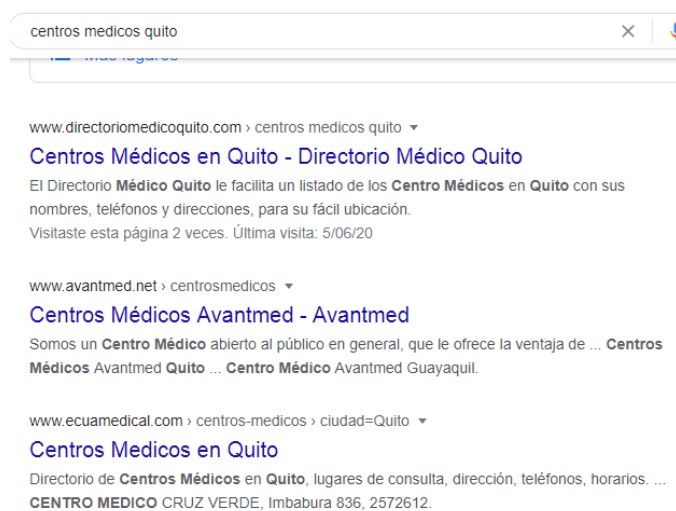 centros medicos quito
Más lugares
www.directoriomedicoquito.com › centros medicos quito
Centros Médicos en Quito - Directorio Médico Quito
El Directorio Médico Quito le facilita un listado de los Centro Médicos en Quito con sus
nombres, teléfonos y direcciones, para su fácil ubicación.
Visitaste esta página 2 veces. Última visita: 5/06/20
www.avantmed.net › centrosmedicos
Centros Médicos Avantmed - Avantmed
Somos un Centro Médico abierto al público en general, que le ofrece la ventaja de ... Centros
Médicos Avantmed Quito ... Centro Médico Avantmed Guayaquil.
www.ecuamedical.com › centros-medicos › ciudad=Quito
Centros Medicos en Quito
Directorio de Centros Médicos en Quito, lugares de consulta, dirección, teléfonos, horarios. ...
CENTRO MEDICO CRUZ VERDE, Imbabura 836, 2572612.